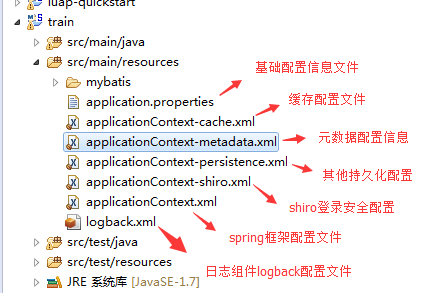 luap-quickstart
train
src/main/java
src/main/resources
mybatis
application.properties
基础配置信息文件
applicationContext-cache.xml
缓存配置文件
applicationContext-metadata.xml
元数据配置信息
applicationContext-persistence.xml
其他持久化配置
applicationContext-shiro.xml
shiro登录安全配置
applicationContext.xml
spring框架配置文件
logback.xml
日志组件logback配置文件
src/test/java
src/test/resources
JRE 系统库 [JavaSE-1.7]